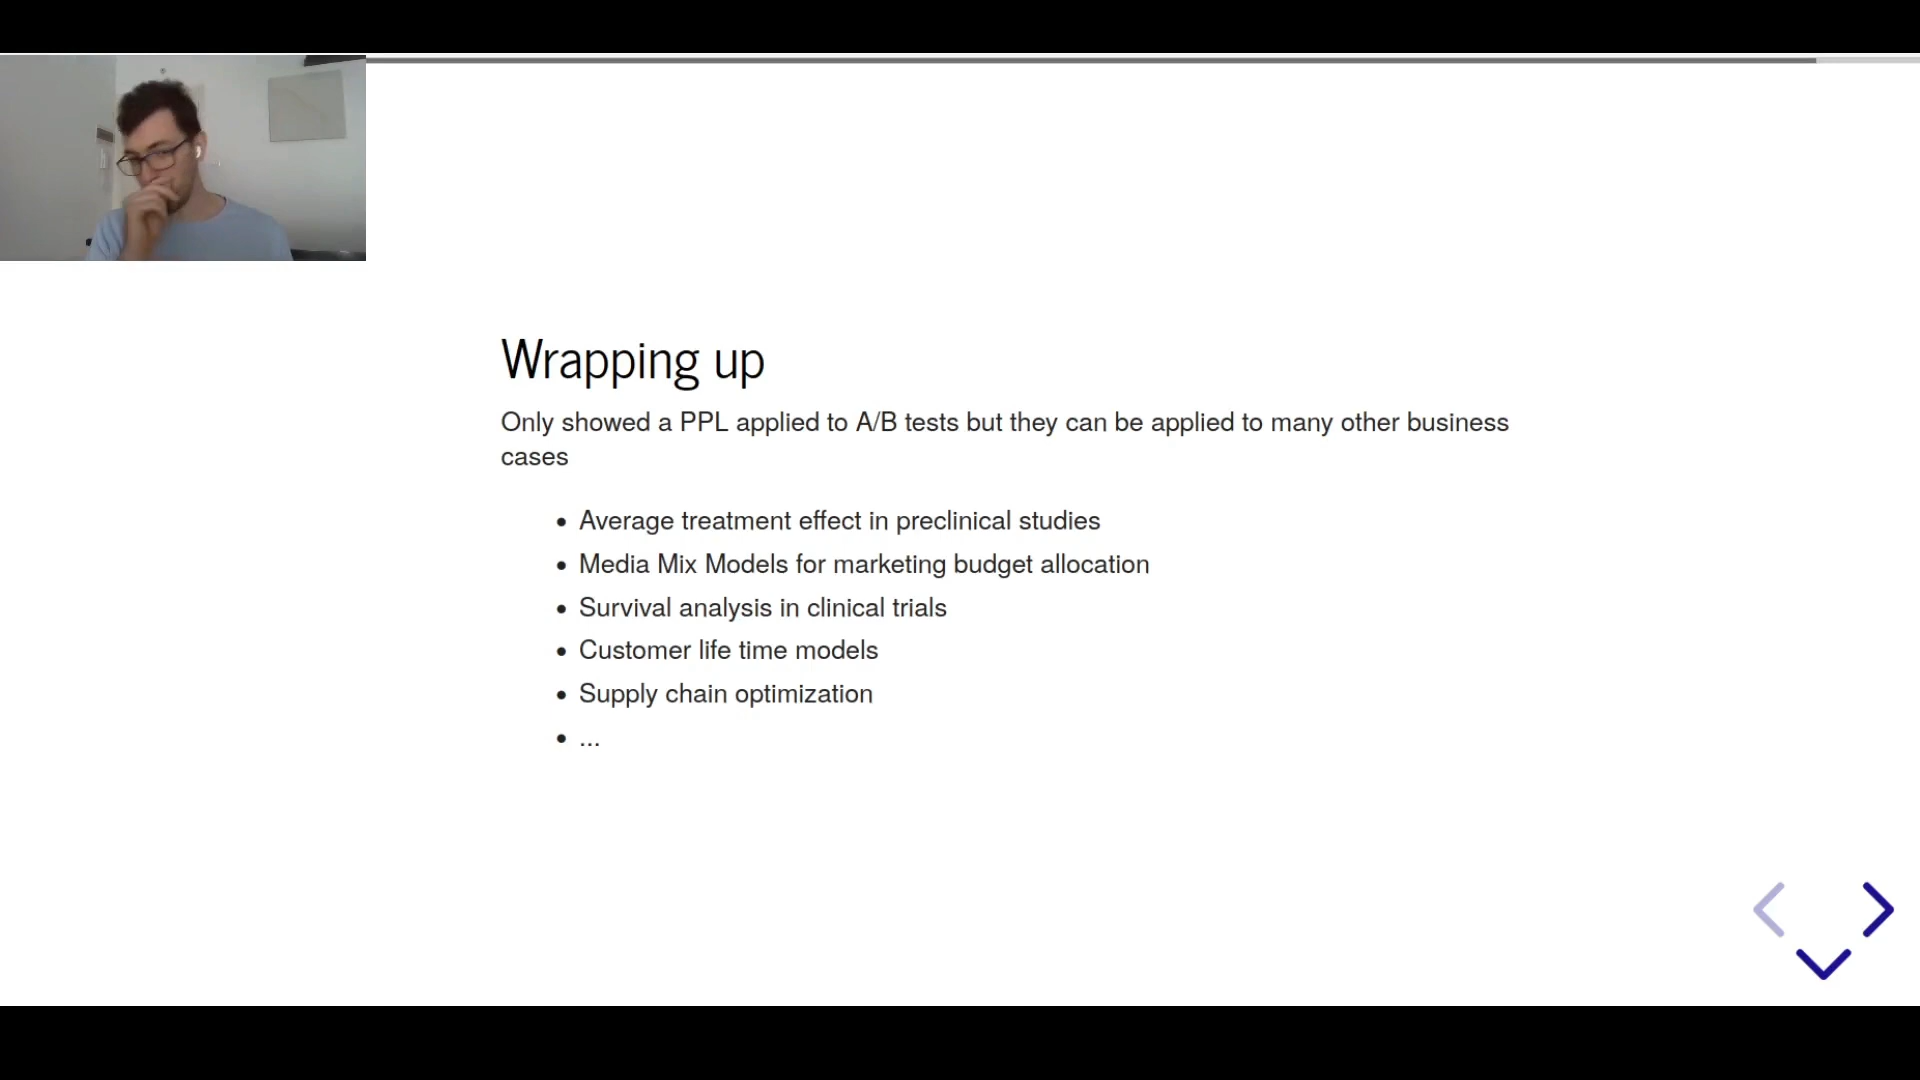 Wrapping up
Only showed a PPL applied to A/B tests but they can be applied to many other business
cases
• Average treatment effect in preclinical studies
• Media Mix Models for marketing budget allocation
• Survival analysis in clinical trials
• Customer life time models
• Supply chain optimization
• ...